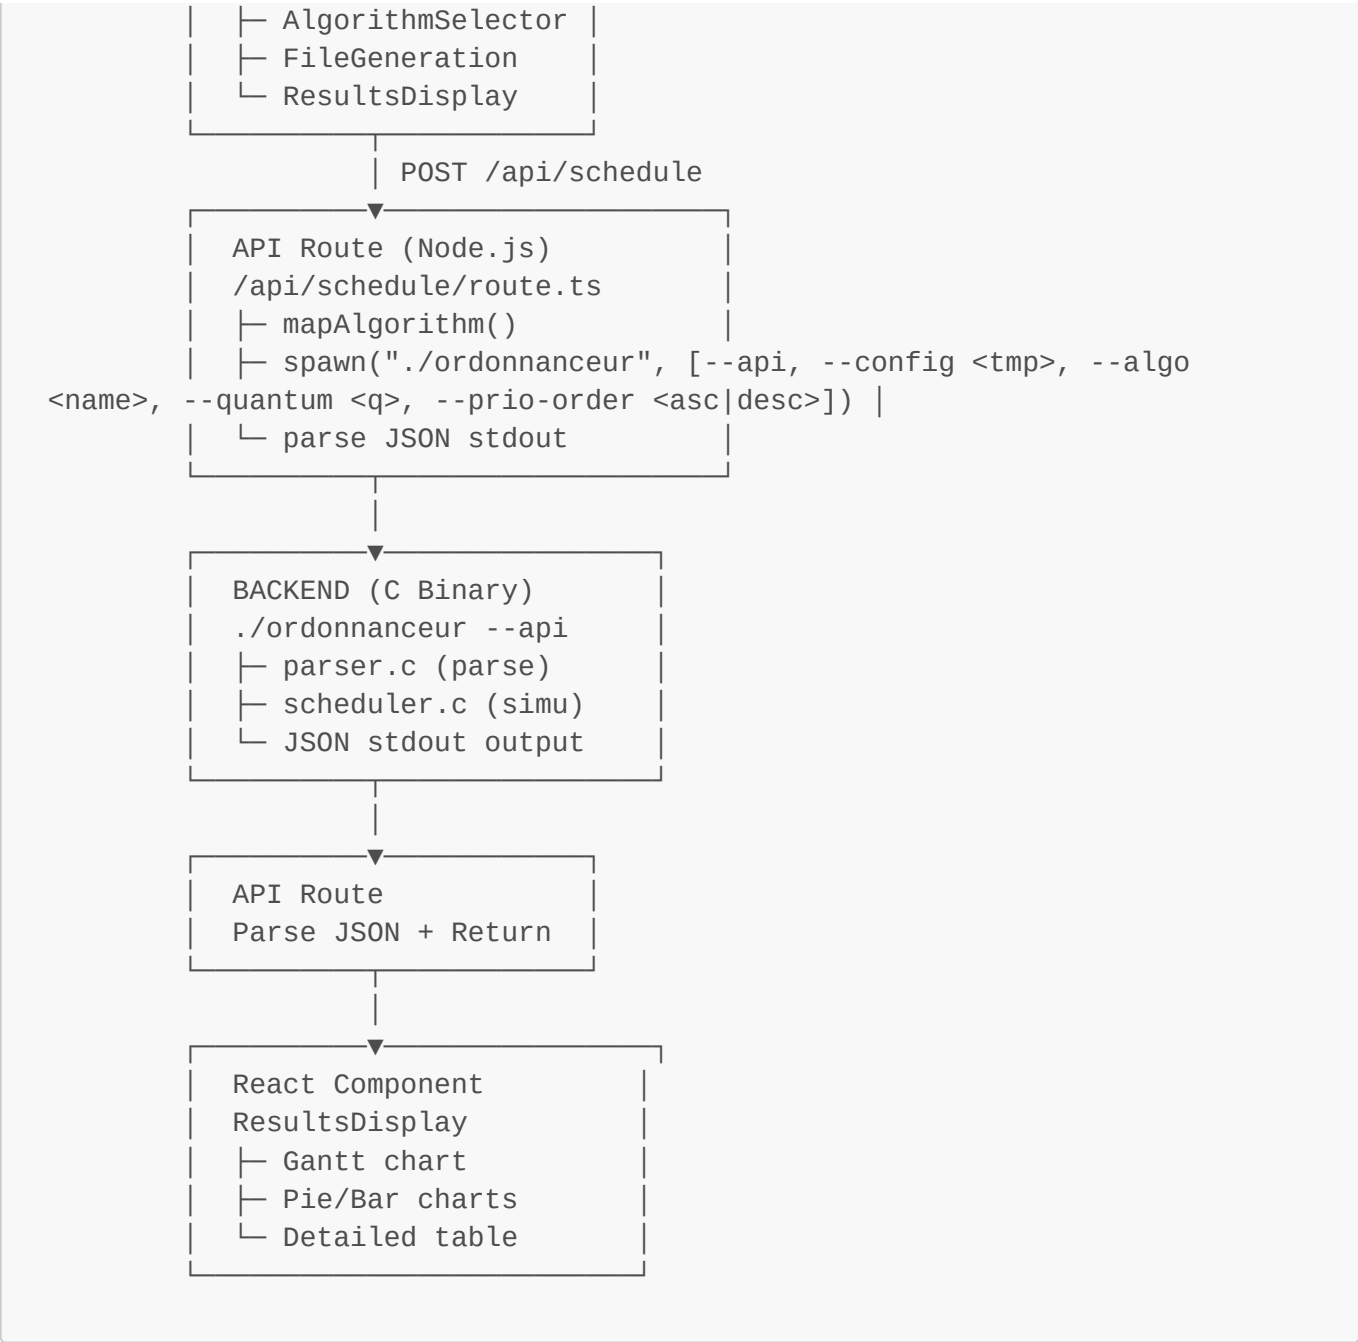 │  ├─ AlgorithmSelector │
│  ├─ FileGeneration    │
│  └─ ResultsDisplay    │
└──────────┬────────────┘
│ POST /api/schedule
┌──────────▼────────────────────┐
│  API Route (Node.js)          │
│  /api/schedule/route.ts       │
│  ├─ mapAlgorithm()            │
│  ├─ spawn("./ordonnanceur", [--api, --config <tmp>, --algo
<name>, --quantum <q>, --prio-order <asc|desc>]) │
│  └─ parse JSON stdout         │
└──────────┬────────────────────┘
│
┌──────────▼────────────────┐
│  BACKEND (C Binary)       │
│  ./ordonnanceur --api     │
│  ├─ parser.c (parse)      │
│  ├─ scheduler.c (simu)    │
│  └─ JSON stdout output    │
└──────────┬────────────────┘
│
┌──────────▼────────────┐
│  API Route            │
│  Parse JSON + Return  │
└──────────┬────────────┘
│
┌──────────▼────────────────┐
│  React Component         │
│  ResultsDisplay          │
│  ├─ Gantt chart          │
│  ├─ Pie/Bar charts       │
│  └─ Detailed table       │
└──────────────────────────┘